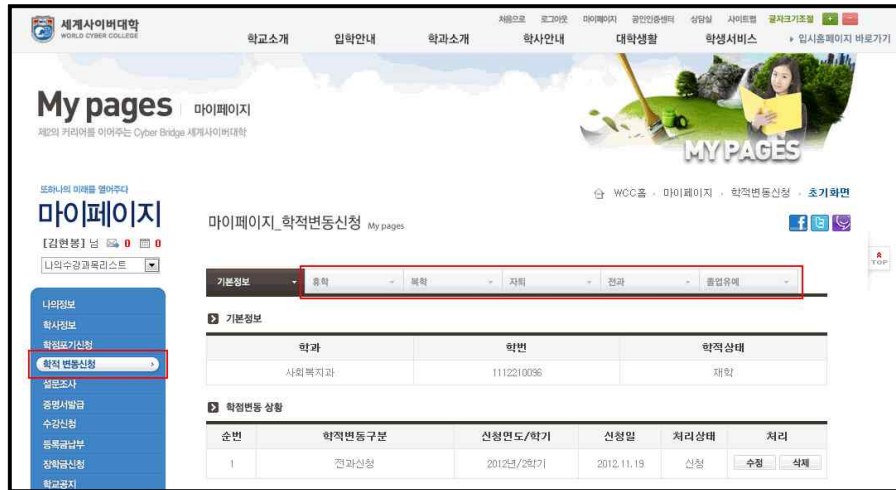 세계사이버대학
WORLD CYBER COLLEGE
처음으로 로그아웃 마이페이지 공인인증센터 상담실 사이트맵 글자크기조절 + -
학교소개 입학안내 학과소개 학사안내 대학생활 학생서비스 입시홈페이지 바로가기
My pages 마이페이지
제2의 커리어를 이어주는 Cyber Bridge 세계사이버대학
MY PAGES
또하나의 미래를 열어주다
마이페이지
[김현봉] 님 0 0
나의수강과목리스트
나의정보
학사정보
학점포기신청
학적 변동신청
설문조사
증명서발급
수강신청
등록금납부
장학금신청
학교공지
WCC홈 마이페이지 학적변동신청 초기화면
마이페이지_학적변동신청 My pages
TOP
기본정보 휴학 복학 자퇴 전과 졸업유예
기본정보
학과 학번 학적상태
사회복지과 1112210096 재학
학점변동 상황
순번 학적변동구분 신청연도/학기 신청일 처리상태 처리
1 전과신청 2012년/2학기 2012.11.19 신청 수정 삭제